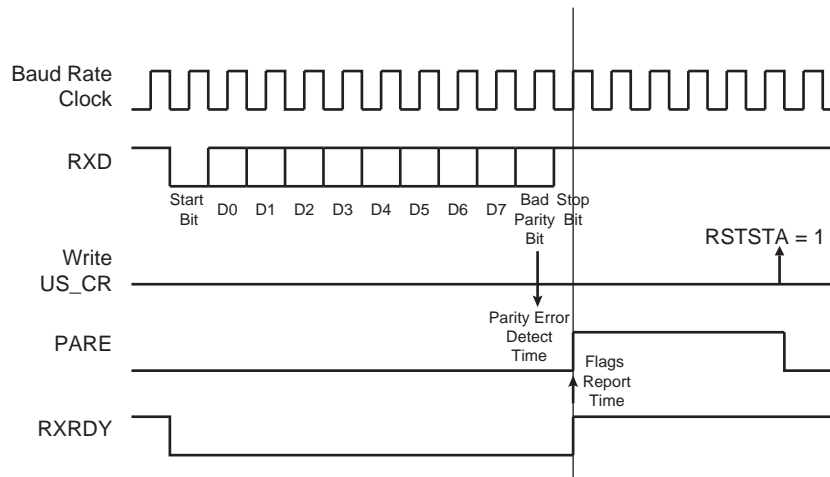 Baud Rate
Clock
RXD
Start
Bit
D0
D1
D2
D3
D4
D5
D6
D7
Bad
Parity
Bit
Stop
Bit
RSTSTA = 1
Write
US_CR
Parity Error
Detect
Time
PARE
Flags
Report
Time
RXRDY